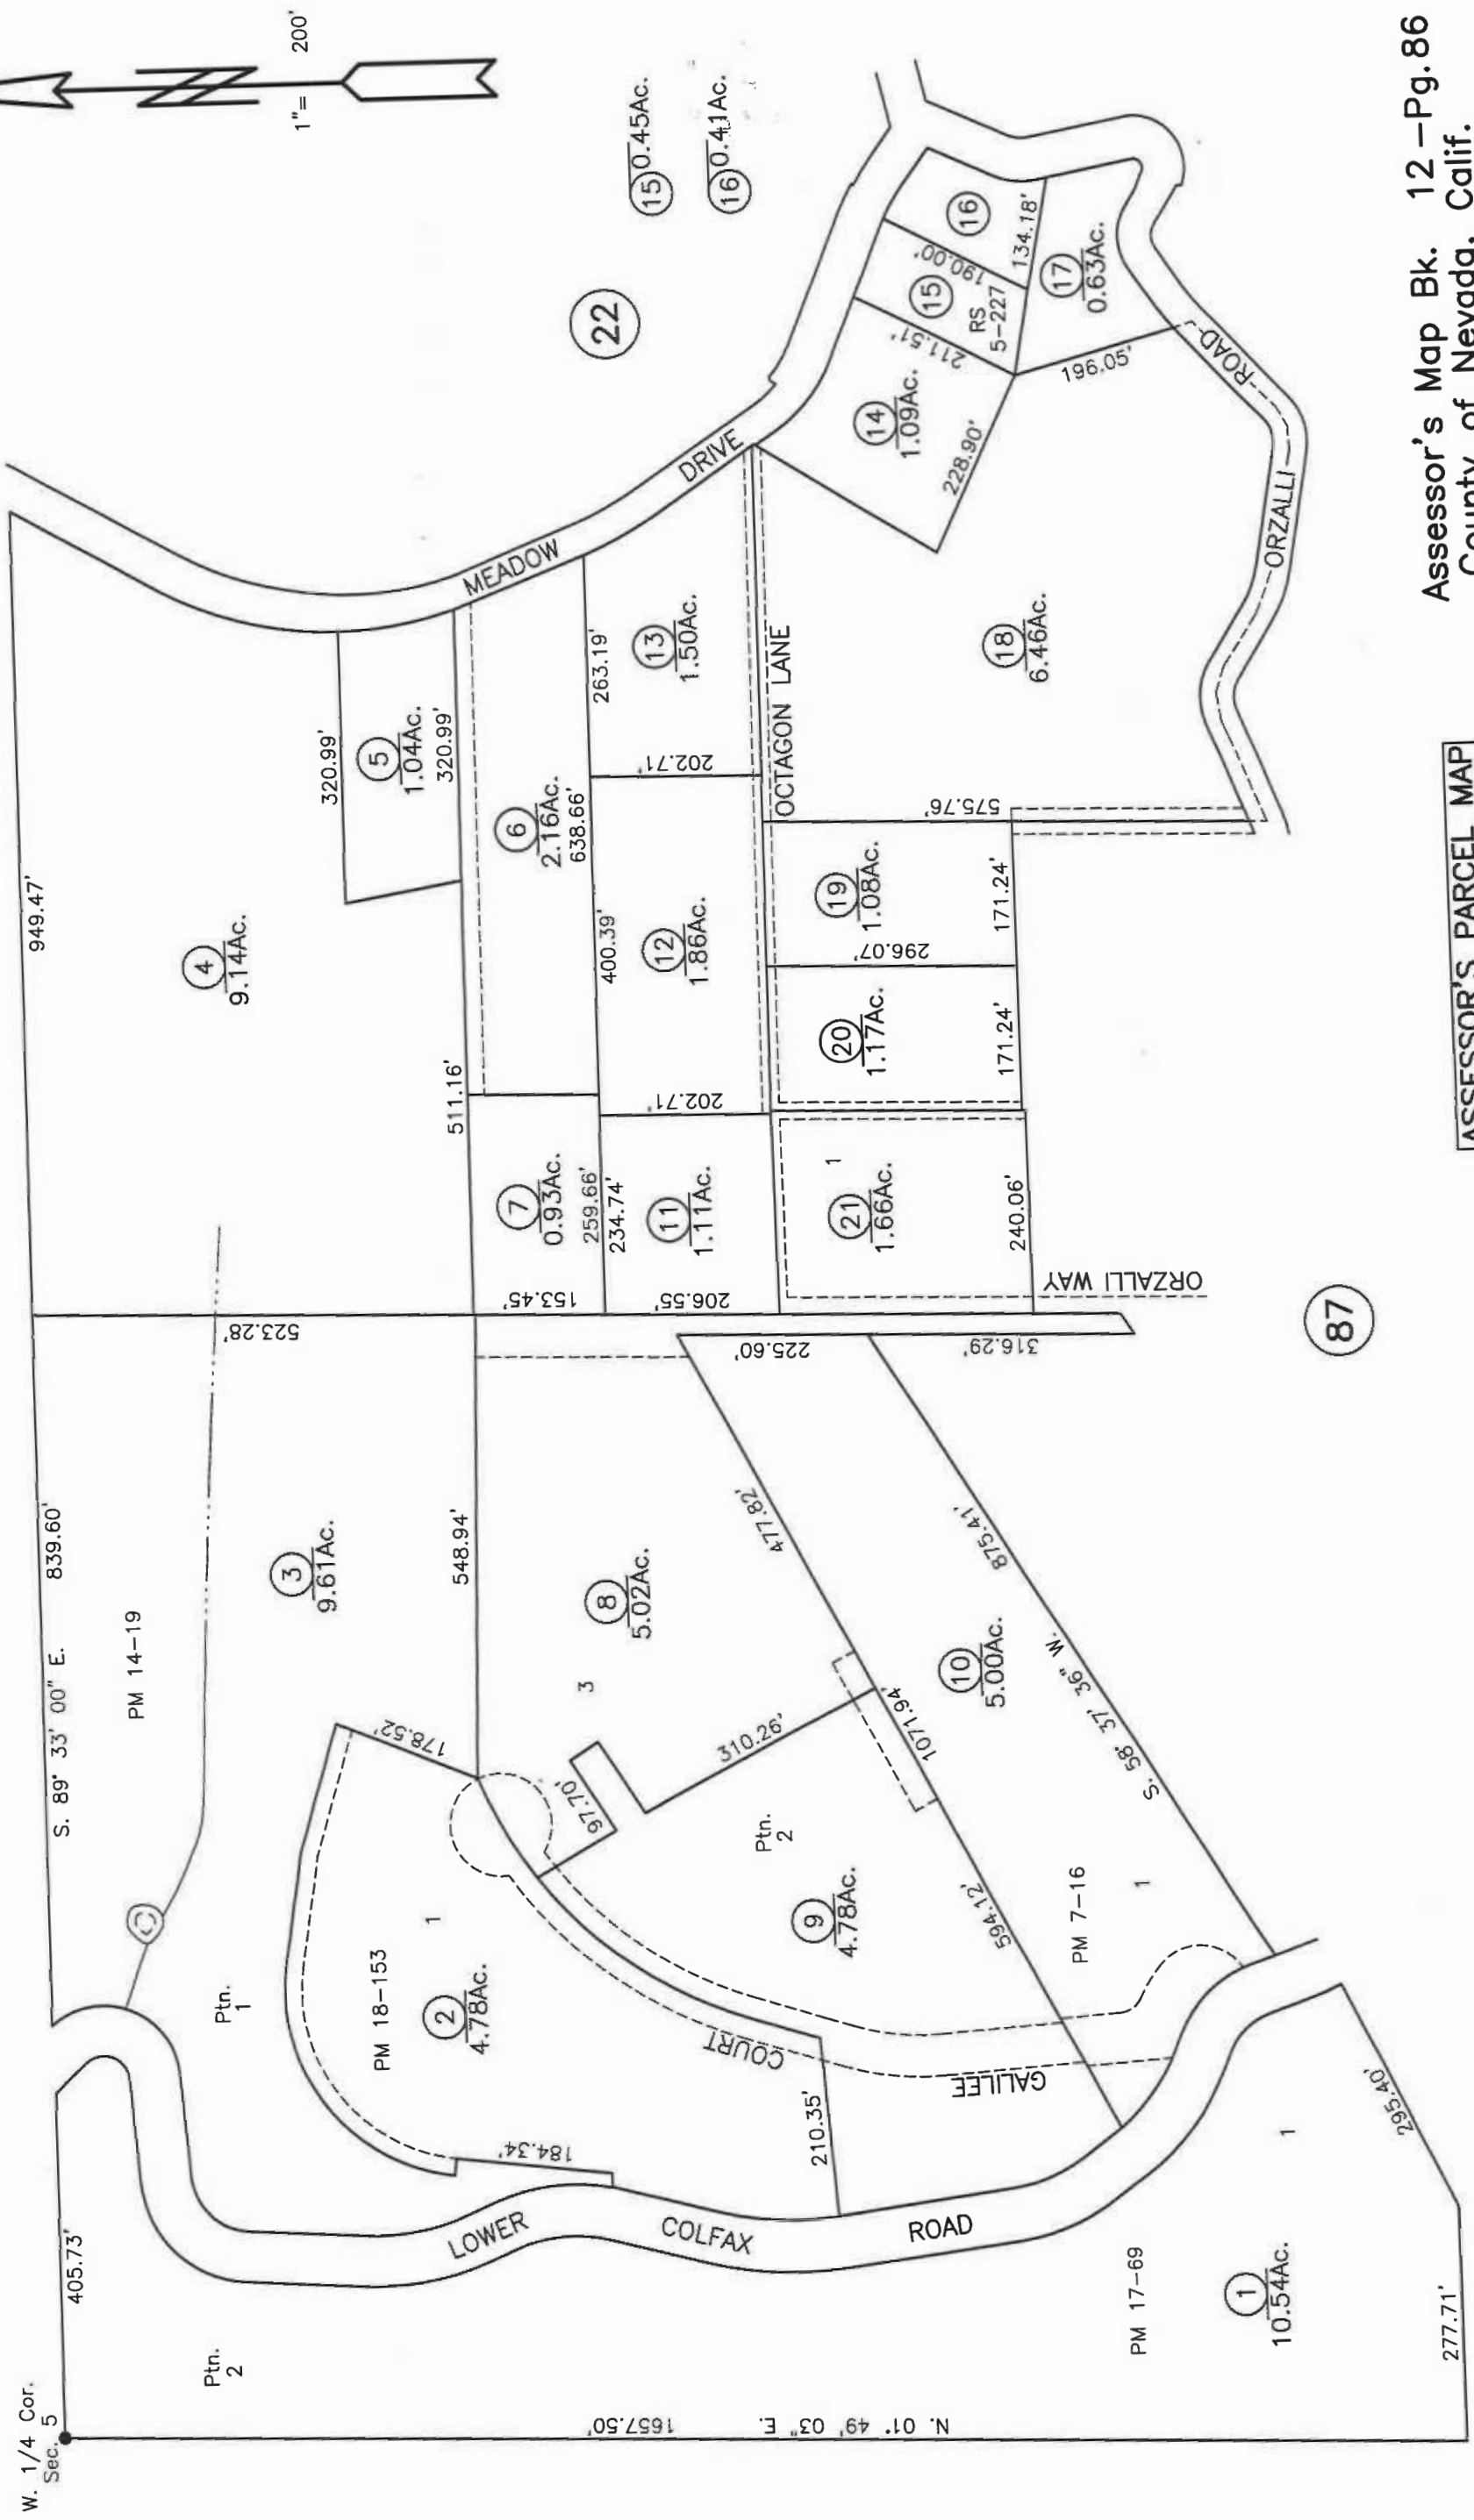 W. 1/4 Cor.
Sec. 5
405.73'
S. 89° 33' 00" E.
839.60'
949.47'
1"= 200'
Ptn.
2
Ptn.
1
PM 14-19
3
9.61Ac.
523.28'
4
9.14Ac.
320.99'
5
1.04Ac.
320.99'
MEADOW
DRIVE
22
15 0.45Ac.
16 0.41Ac.
PM 18-153
1
2
4.78Ac.
178.52'
184.34'
548.94'
511.16'
6
2.16Ac.
638.66'
7
0.93Ac.
259.66'
153.45'
263.19'
13
1.50Ac.
202.71'
400.39'
12
1.86Ac.
202.71'
234.74'
11
1.11Ac.
206.55'
OCTAGON LANE
LOWER
COLFAX
ROAD
COURT
GALILEE
210.35'
97.70'
3
8
5.02Ac.
310.26'
Ptn.
2
9
4.78Ac.
477.82'
225.60'
316.29'
594.12'
1071.94'
10
5.00Ac.
875.41'
S. 58° 37' 36" W.
PM 7-16
1
14
1.09Ac.
211.51'
228.90'
15
RS
5-227
190.00'
16
134.18'
17
0.63Ac.
196.05'
18
6.46Ac.
575.76'
19
1.08Ac.
296.07'
171.24'
20
1.17Ac.
171.24'
21
1
1.66Ac.
240.06'
ORZALLI WAY
ORZALLI
ROAD
87
N. 01° 49' 03" E.
1657.50'
PM 17-69
1
1
10.54Ac.
295.40'
277.71'
ASSESSOR'S PARCEL MAP
Assessor's Map Bk. 12-Pg.86
County of Nevada, Calif.